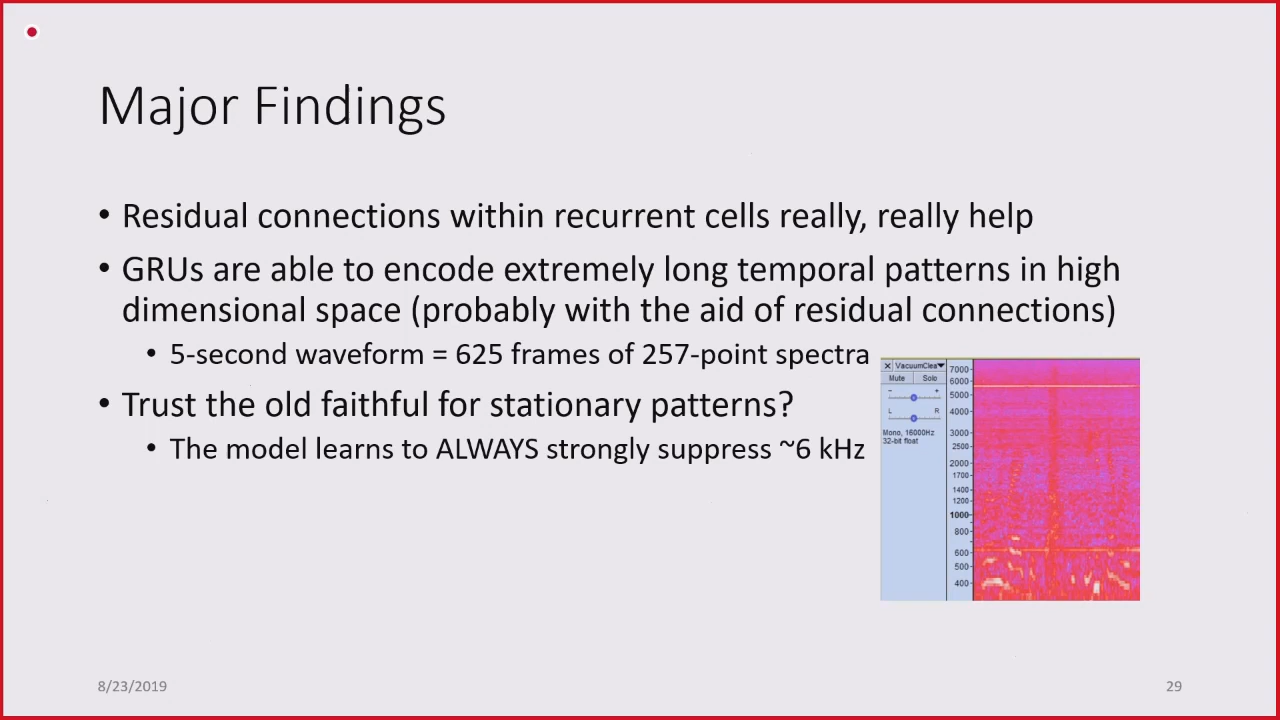 Major Findings
• Residual connections within recurrent cells really, really help
• GRUs are able to encode extremely long temporal patterns in high
dimensional space (probably with the aid of residual connections)
• 5-second waveform = 625 frames of 257-point spectra
• Trust the old faithful for stationary patterns?
• The model learns to ALWAYS strongly suppress ~6 kHz
X VacuumClea▼
Mute Solo
- +
L R
Mono, 16000Hz
32-bit float
7000
6000
5000
4000
3000
2500
2000
1700
1400
1200
1000
800
600
500
400
8/23/2019
29